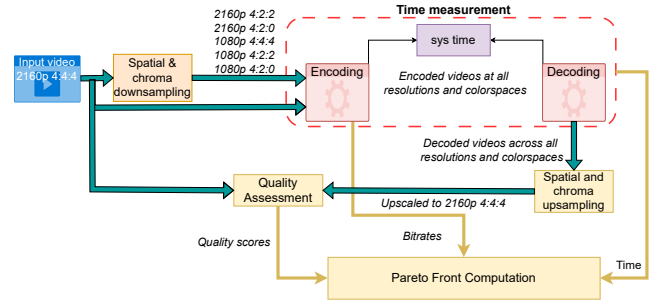 2160p 4:2:2
2160p 4:2:0
1080p 4:4:4
1080p 4:2:2
1080p 4:2:0
Time measurement
sys time
Input video
2160p 4:4:4
Spatial &
chroma
downsampling
Encoding
Encoded videos at all
resolutions and colorspaces
Decoding
Decoded videos across all
resolutions and colorspaces
Quality
Assessment
Upscaled to 2160p 4:4:4
Spatial and
chroma
upsampling
Quality scores
Bitrates
Time
Pareto Front Computation